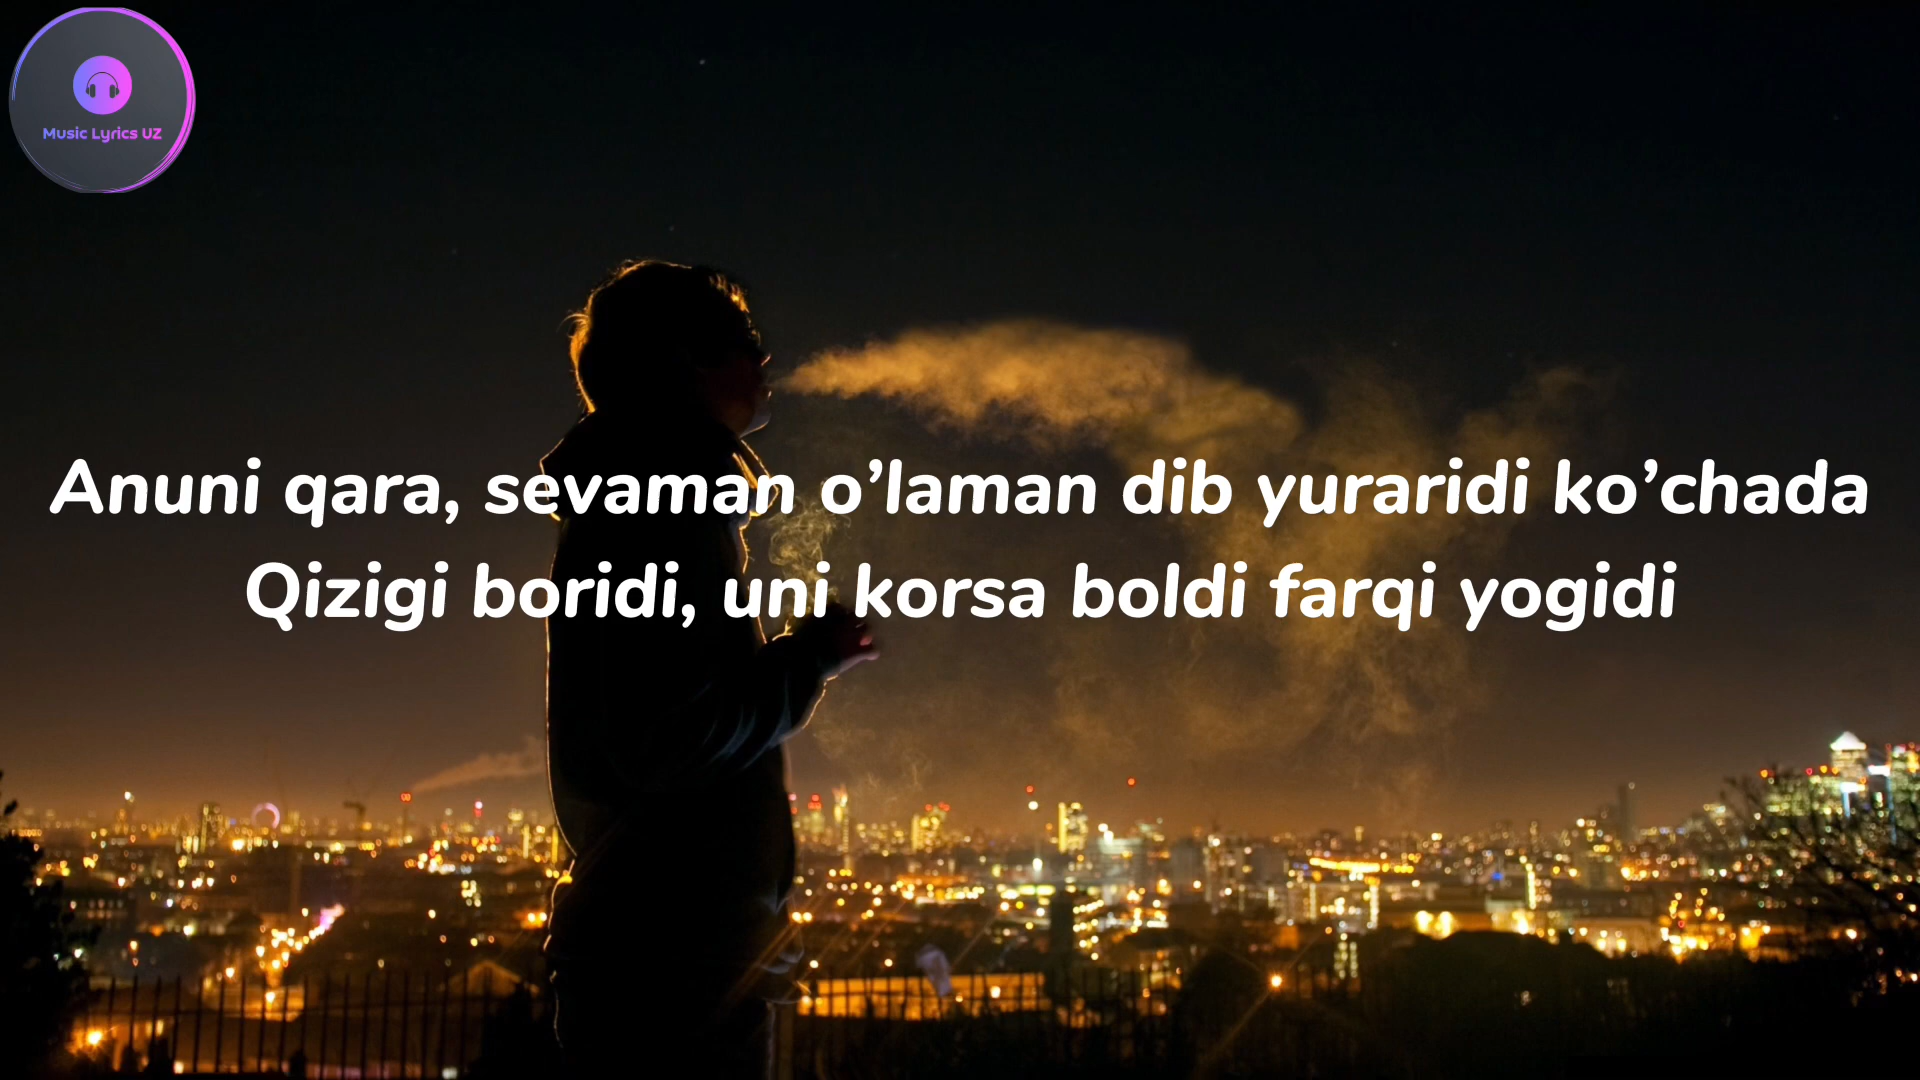 Music Lyrics UZ
Anuni qara, sevaman o’laman dib yuraridi ko’chada
Qizigi boridi, uni korsa boldi farqi yogidi